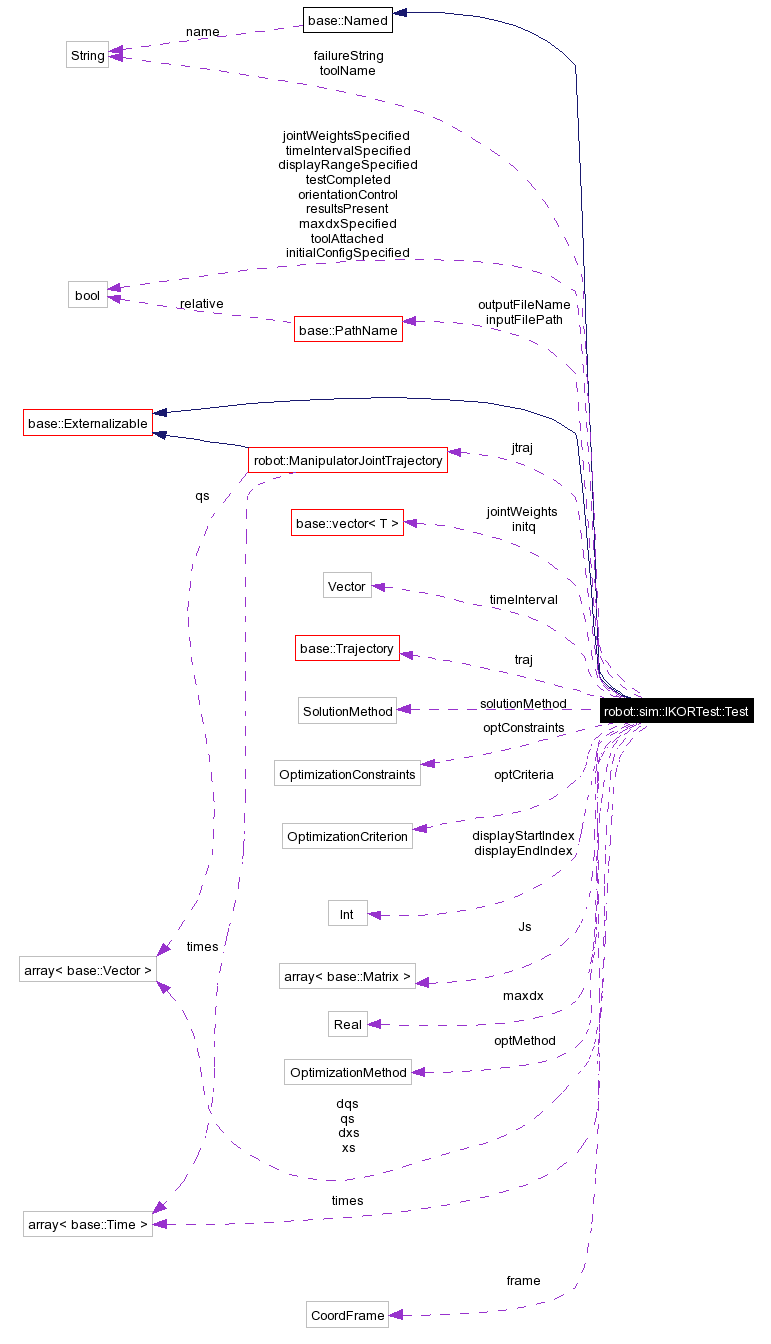 base::Named
name
String
failureString
toolName
jointWeightsSpecified
timeIntervalSpecified
displayRangeSpecified
testCompleted
orientationControl
resultsPresent
maxdxSpecified
toolAttached
initialConfigSpecified
bool
relative
outputFileName
inputFilePath
base::PathName
base::Externalizable
robot::ManipulatorJointTrajectory
jtraj
qs
jointWeights
initq
base::vector< T >
Vector
timeInterval
base::Trajectory
traj
solutionMethod
SolutionMethod
robot::sim::IKORTest::Test
optConstraints
OptimizationConstraints
optCriteria
OptimizationCriterion
displayStartIndex
displayEndIndex
Int
Js
times
array< base::Vector >
array< base::Matrix >
maxdx
Real
optMethod
OptimizationMethod
dqs
qs
dxs
xs
times
array< base::Time >
frame
CoordFrame